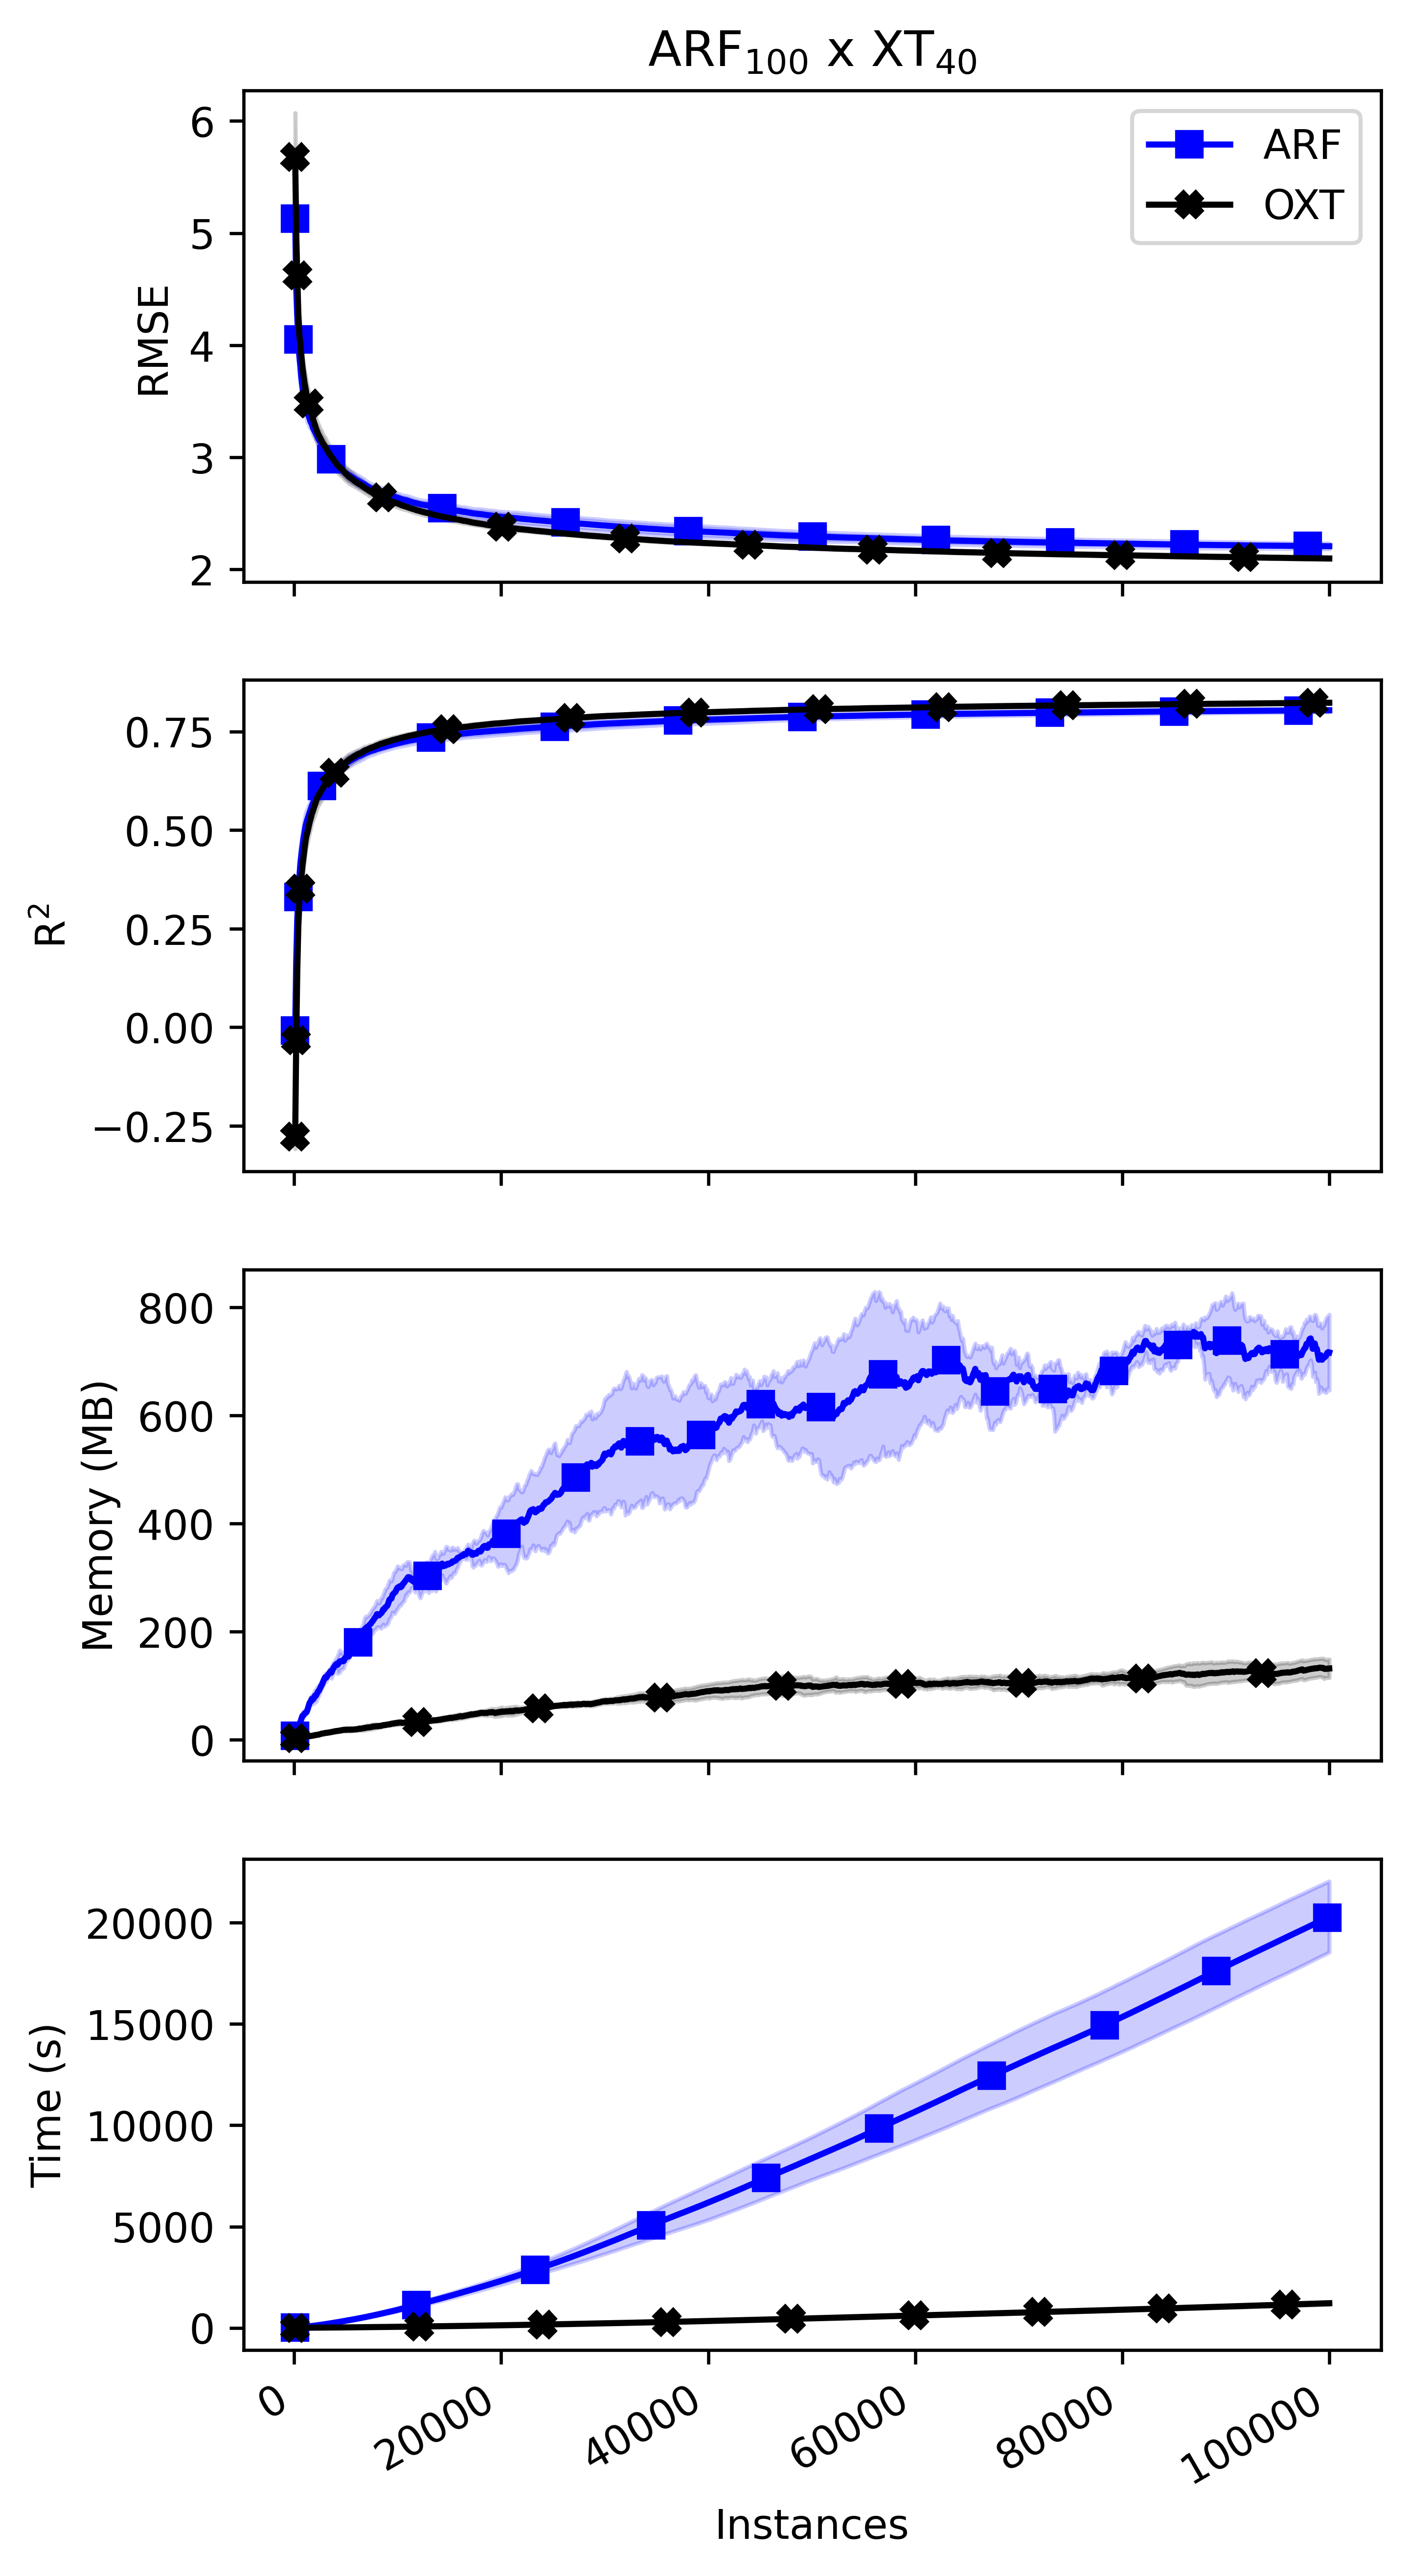 ARF₁₀₀ x XT₄₀
RMSE
6
5
4
3
2
ARF
OXT
R²
0.75
0.50
0.25
0.00
−0.25
Memory (MB)
800
600
400
200
0
Time (s)
20000
15000
10000
5000
0
0 20000 40000 60000 80000 100000
Instances